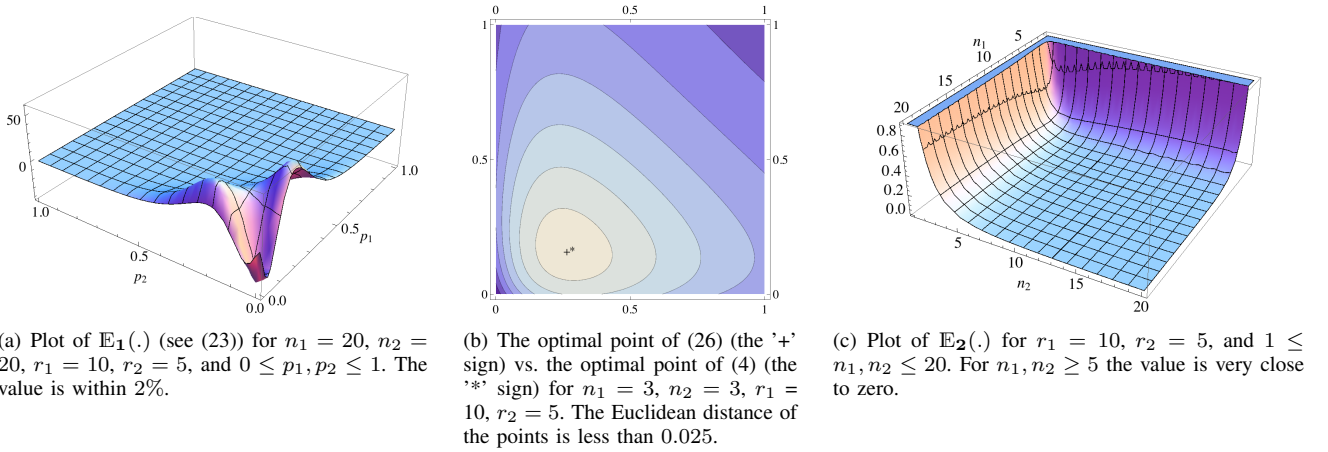 50
0
1.0
0.5
p₂
0.0
0.0
0.5
p₁
1.0
0
0.5
1
1
1
0.5
0.5
+*
0
0
0
0.5
1
n₁
5
10
15
20
0.8
0.6
0.4
0.2
0.0
5
10
15
20
n₂
(a) Plot of 𝔼₁(.) (see (23)) for n₁ = 20, n₂ =
20, r₁ = 10, r₂ = 5, and 0 ≤ p₁, p₂ ≤ 1. The
value is within 2%.
(b) The optimal point of (26) (the '+'
sign) vs. the optimal point of (4) (the
'*' sign) for n₁ = 3, n₂ = 3, r₁ =
10, r₂ = 5. The Euclidean distance of
the points is less than 0.025.
(c) Plot of 𝔼₂(.) for r₁ = 10, r₂ = 5, and 1 ≤
n₁, n₂ ≤ 20. For n₁, n₂ ≥ 5 the value is very close
to zero.